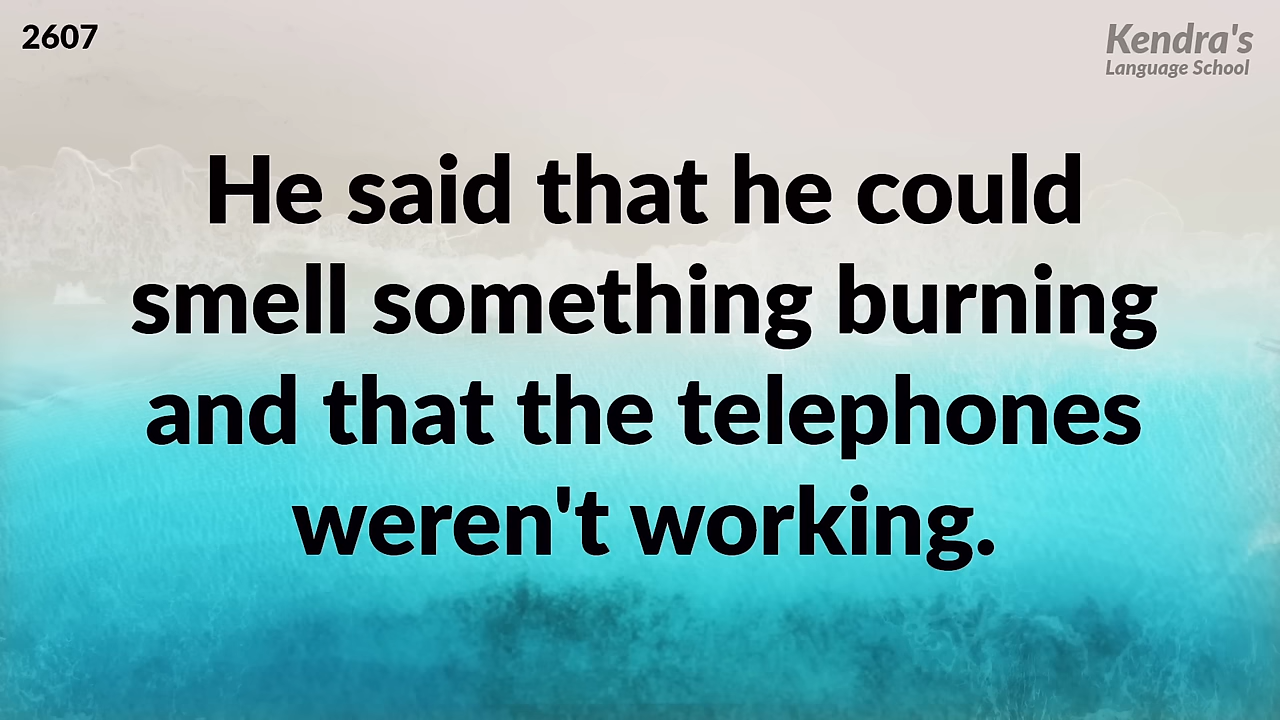 2607
Kendra's
Language School
He said that he could
smell something burning
and that the telephones
weren't working.